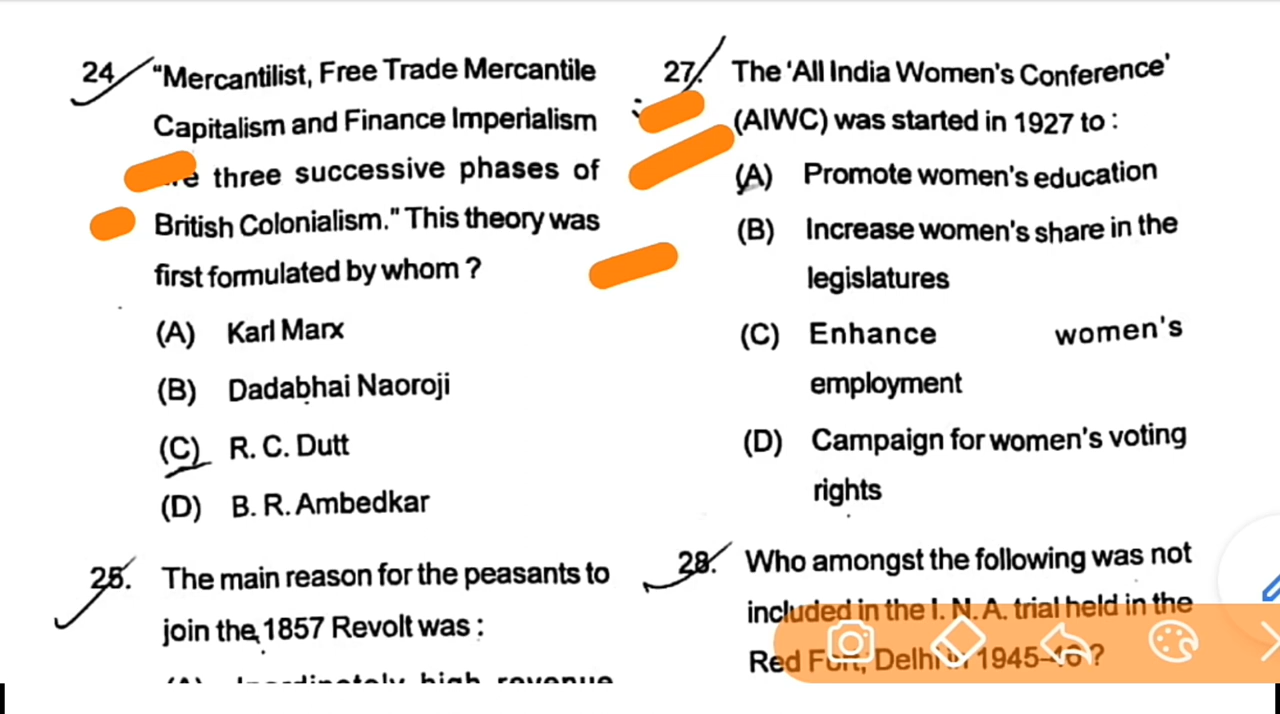 24. "Mercantilist, Free Trade Mercantile
Capitalism and Finance Imperialism
three successive phases of
British Colonialism." This theory was
first formulated by whom ?
(A) Karl Marx
(B) Dadabhai Naoroji
(C) R. C. Dutt
(D) B. R. Ambedkar
25. The main reason for the peasants to
join the 1857 Revolt was :
high revenue
27. The 'All India Women's Conference'
(AIWC) was started in 1927 to :
(A) Promote women's education
(B) Increase women's share in the
legislatures
(C) Enhance women's
employment
(D) Campaign for women's voting
rights
28. Who amongst the following was not
included in the I. N. A. trial held in the
Red Fort, Delhi in 1945-46 ?